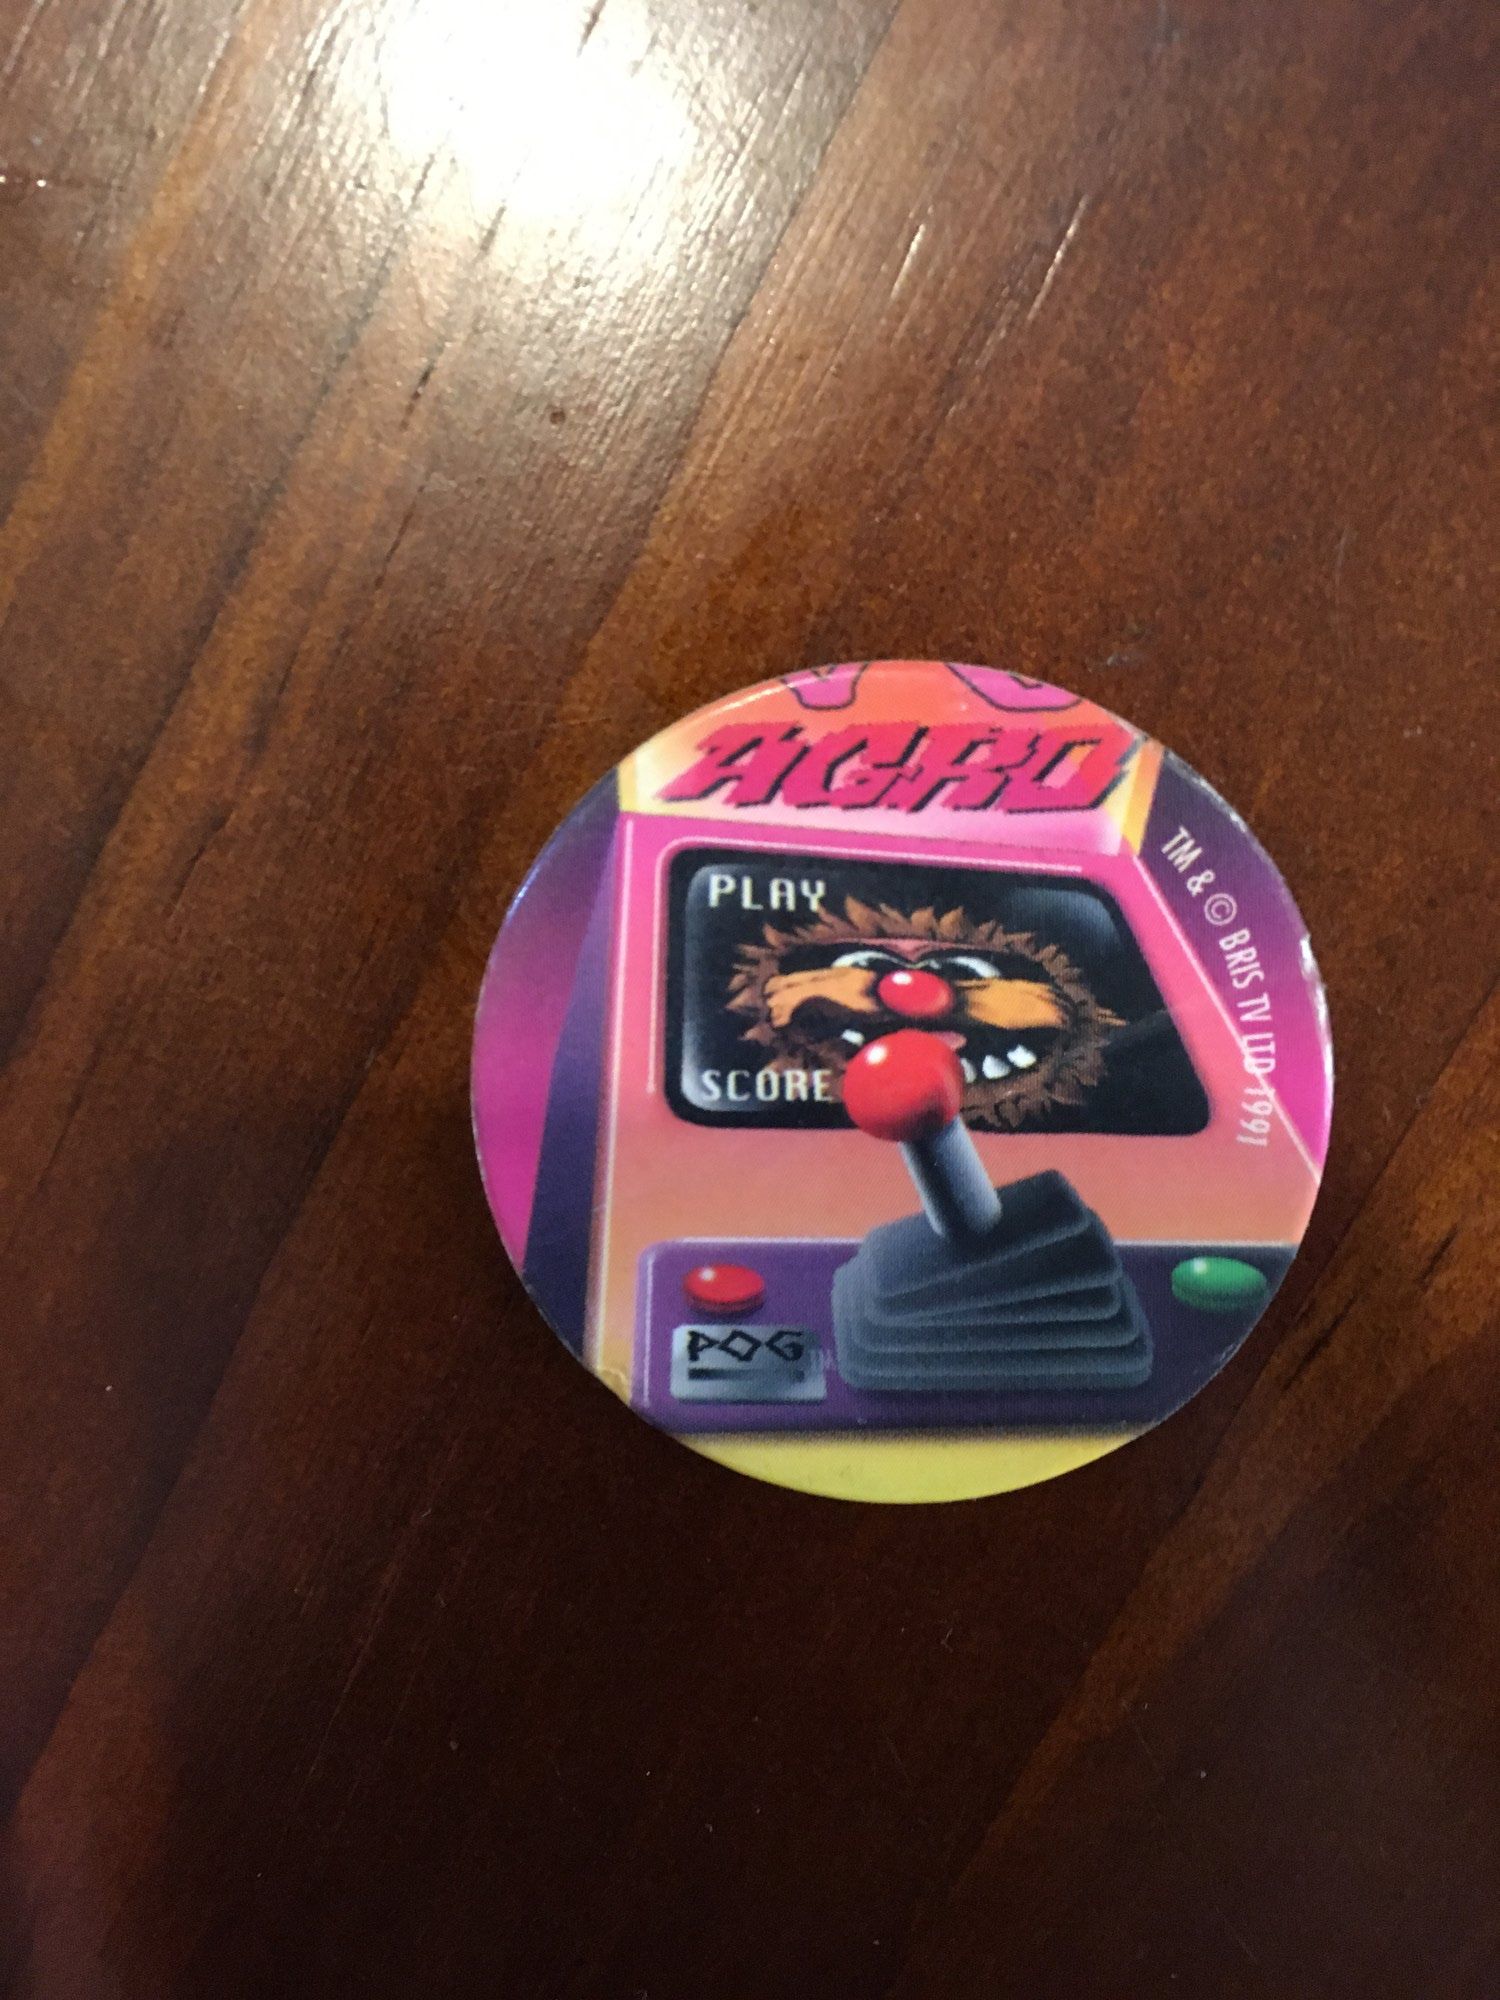 AGRO
PLAY
SCORE
TM & © BRIS TV LTD 1991
POG